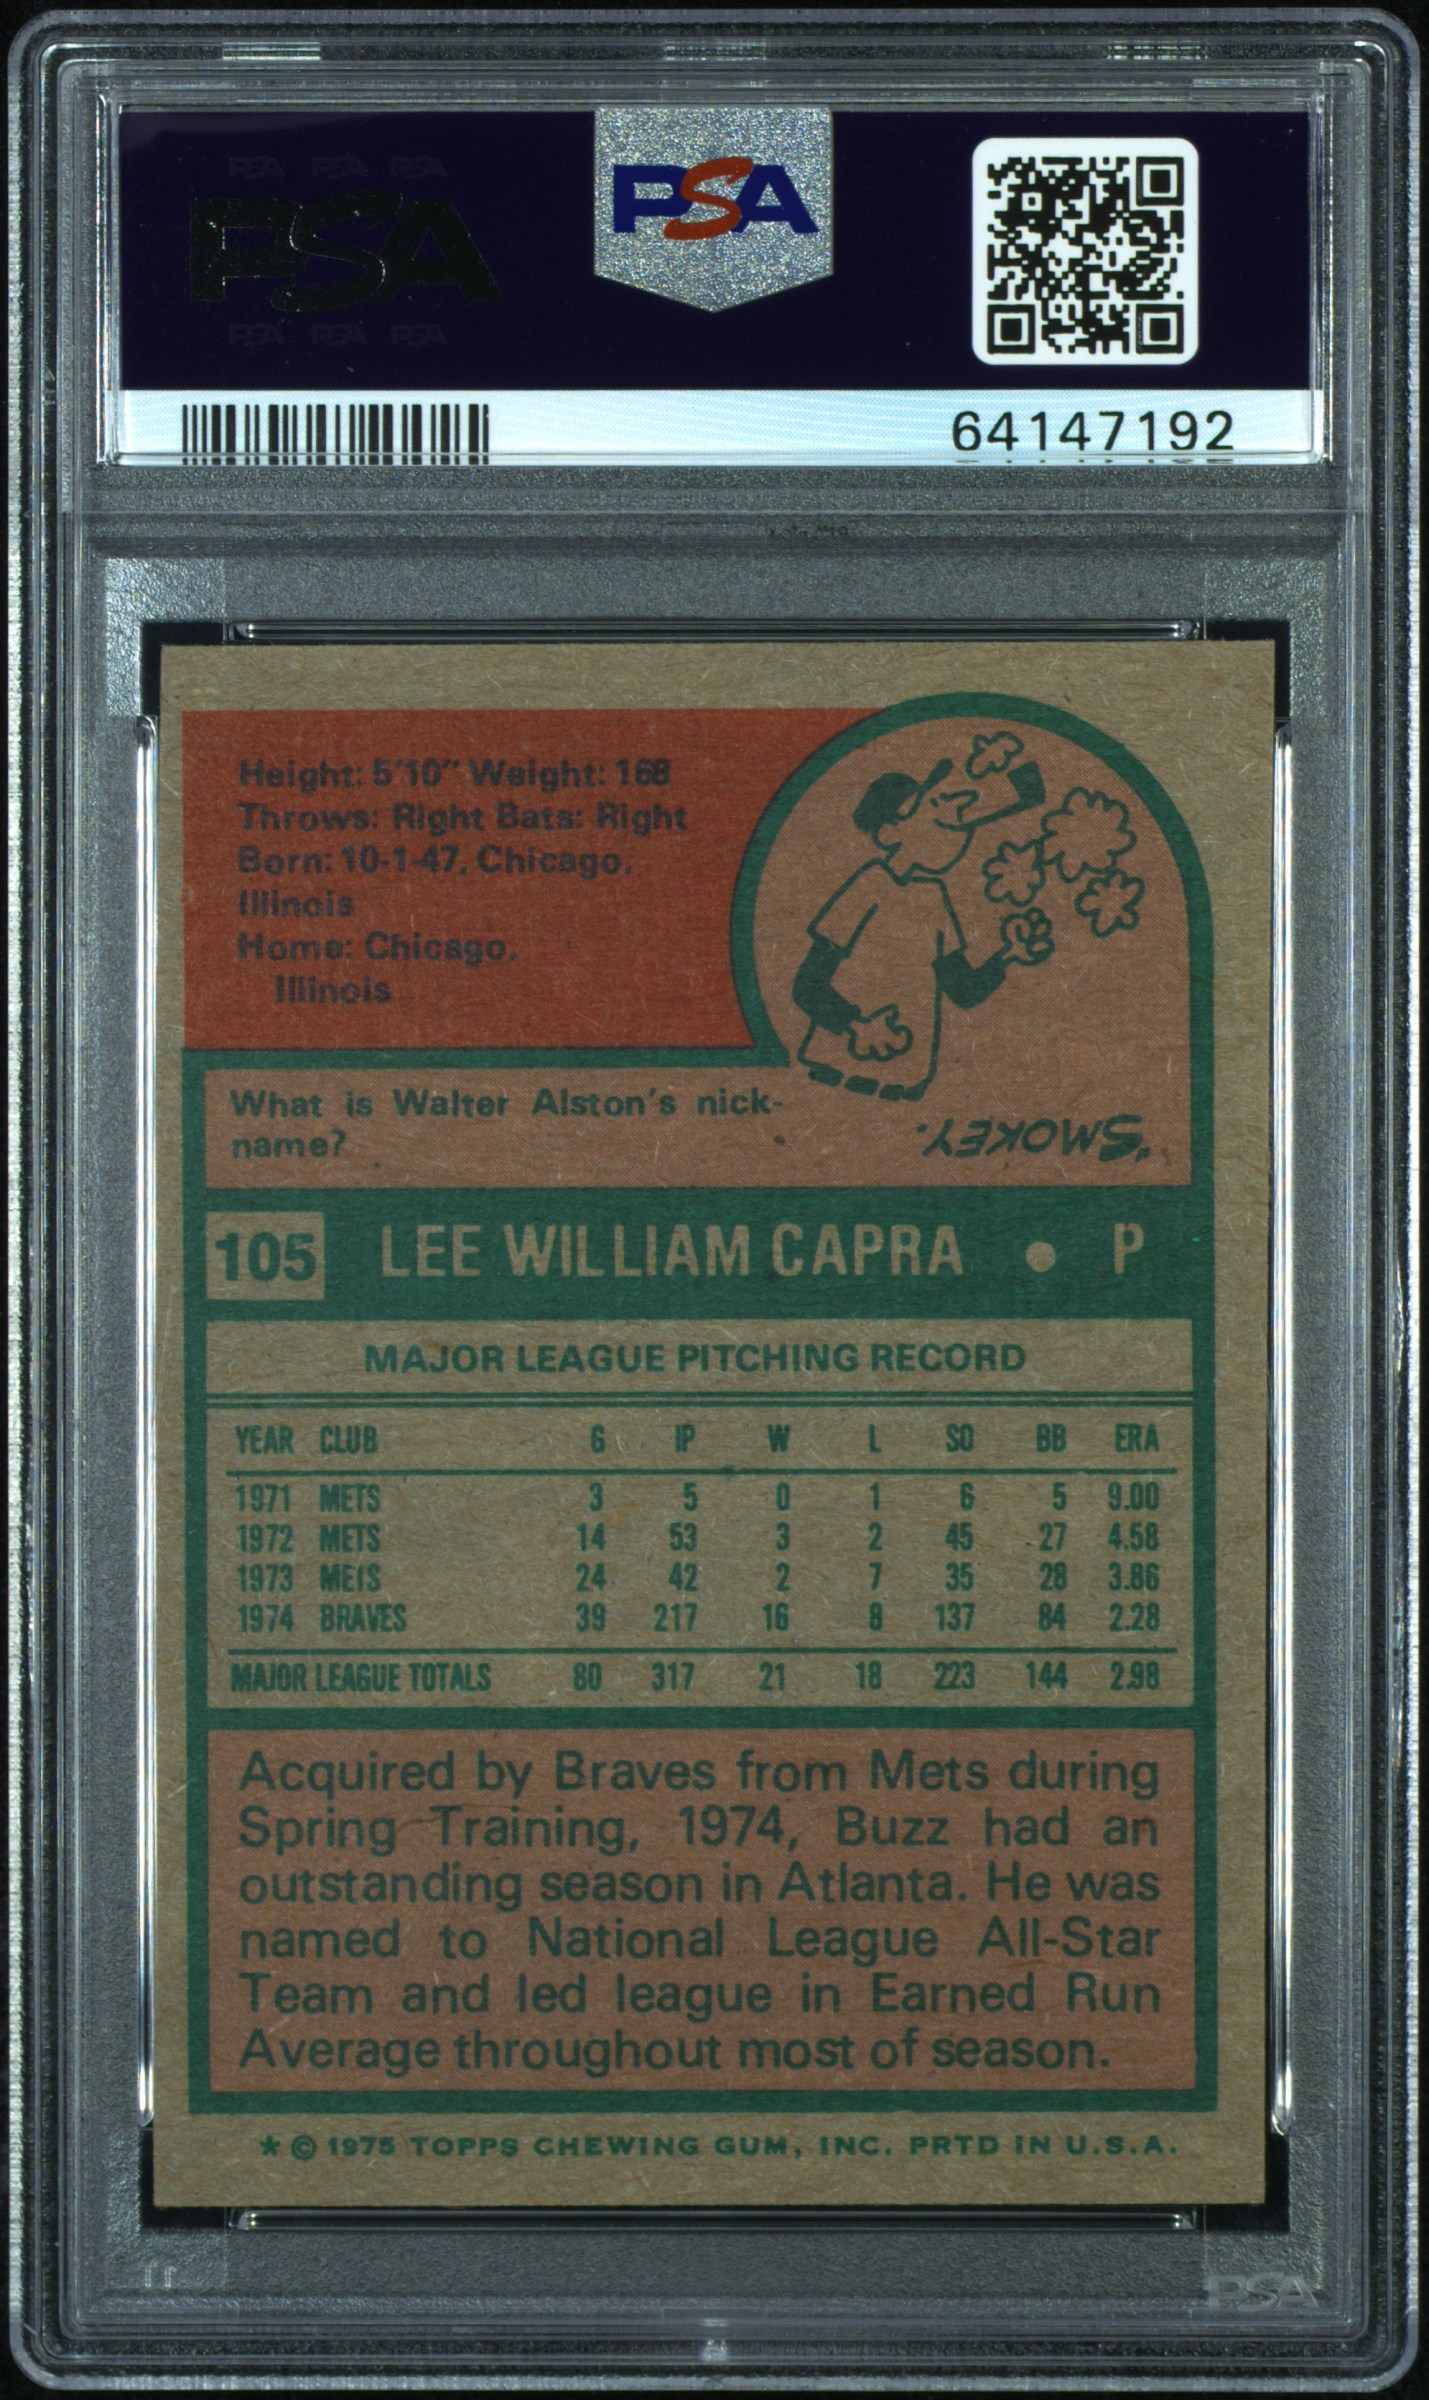 PSA PSA PSA
PSA
PSA PSA PSA
PSA
64147192
Height: 5'10" Weight: 168
Throws: Right Bats: Right
Born: 10-1-47, Chicago,
Illinois
Home: Chicago,
Illinois
What is Walter Alston's nick-
name?
"SMOKEY.
105 LEE WILLIAM CAPRA • P
MAJOR LEAGUE PITCHING RECORD
YEAR CLUB G IP W L SO BB ERA
1971 METS 3 5 0 1 6 5 9.00
1972 METS 14 53 3 2 45 27 4.58
1973 METS 24 42 2 7 35 28 3.86
1974 BRAVES 39 217 16 8 137 84 2.28
MAJOR LEAGUE TOTALS 80 317 21 18 223 144 2.98
Acquired by Braves from Mets during
Spring Training, 1974, Buzz had an
outstanding season in Atlanta. He was
named to National League All-Star
Team and led league in Earned Run
Average throughout most of season.
* © 1975 TOPPS CHEWING GUM, INC. PRTD IN U.S.A.
PSA